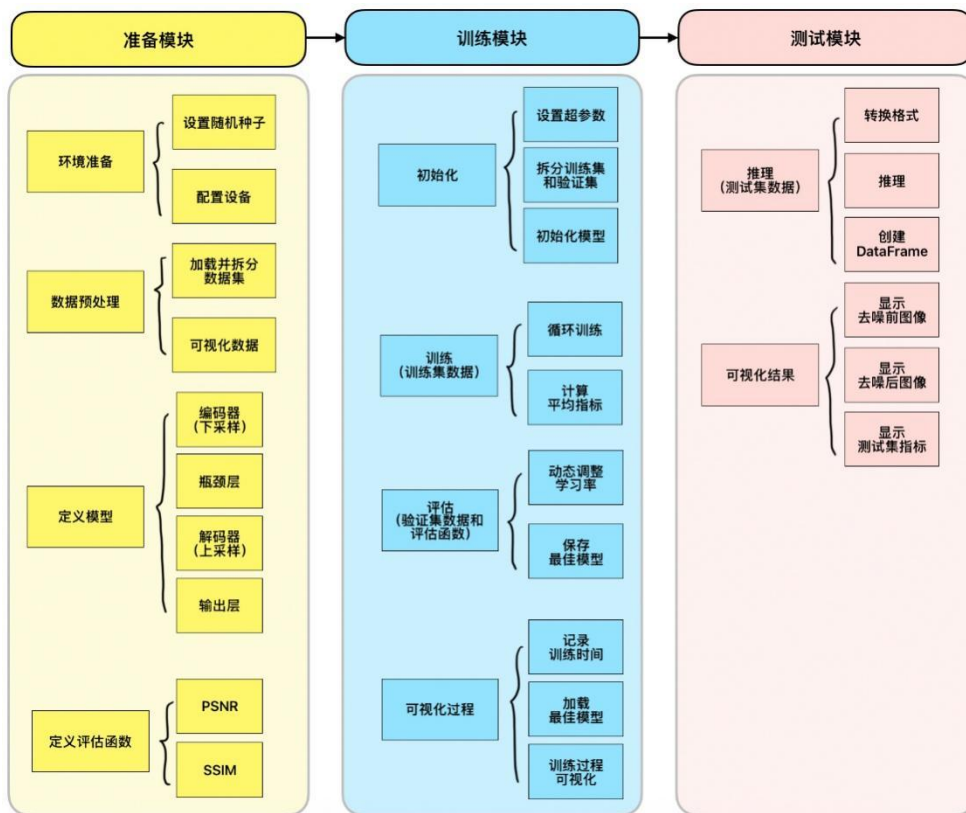 准备模块
训练模块
测试模块
环境准备
设置随机种子
配置设备
数据预处理
加载并拆分
数据集
可视化数据
定义模型
编码器
(下采样)
瓶颈层
解码器
(上采样)
输出层
定义评估函数
PSNR
SSIM
初始化
设置超参数
拆分训练集
和验证集
初始化模型
训练
(训练集数据)
循环训练
计算
平均指标
评估
(验证集数据和
评估函数)
动态调整
学习率
保存
最佳模型
可视化过程
记录
训练时间
加载
最佳模型
训练过程
可视化
推理
(测试集数据)
转换格式
推理
创建
DataFrame
可视化结果
显示
去噪前图像
显示
去噪后图像
显示
测试集指标